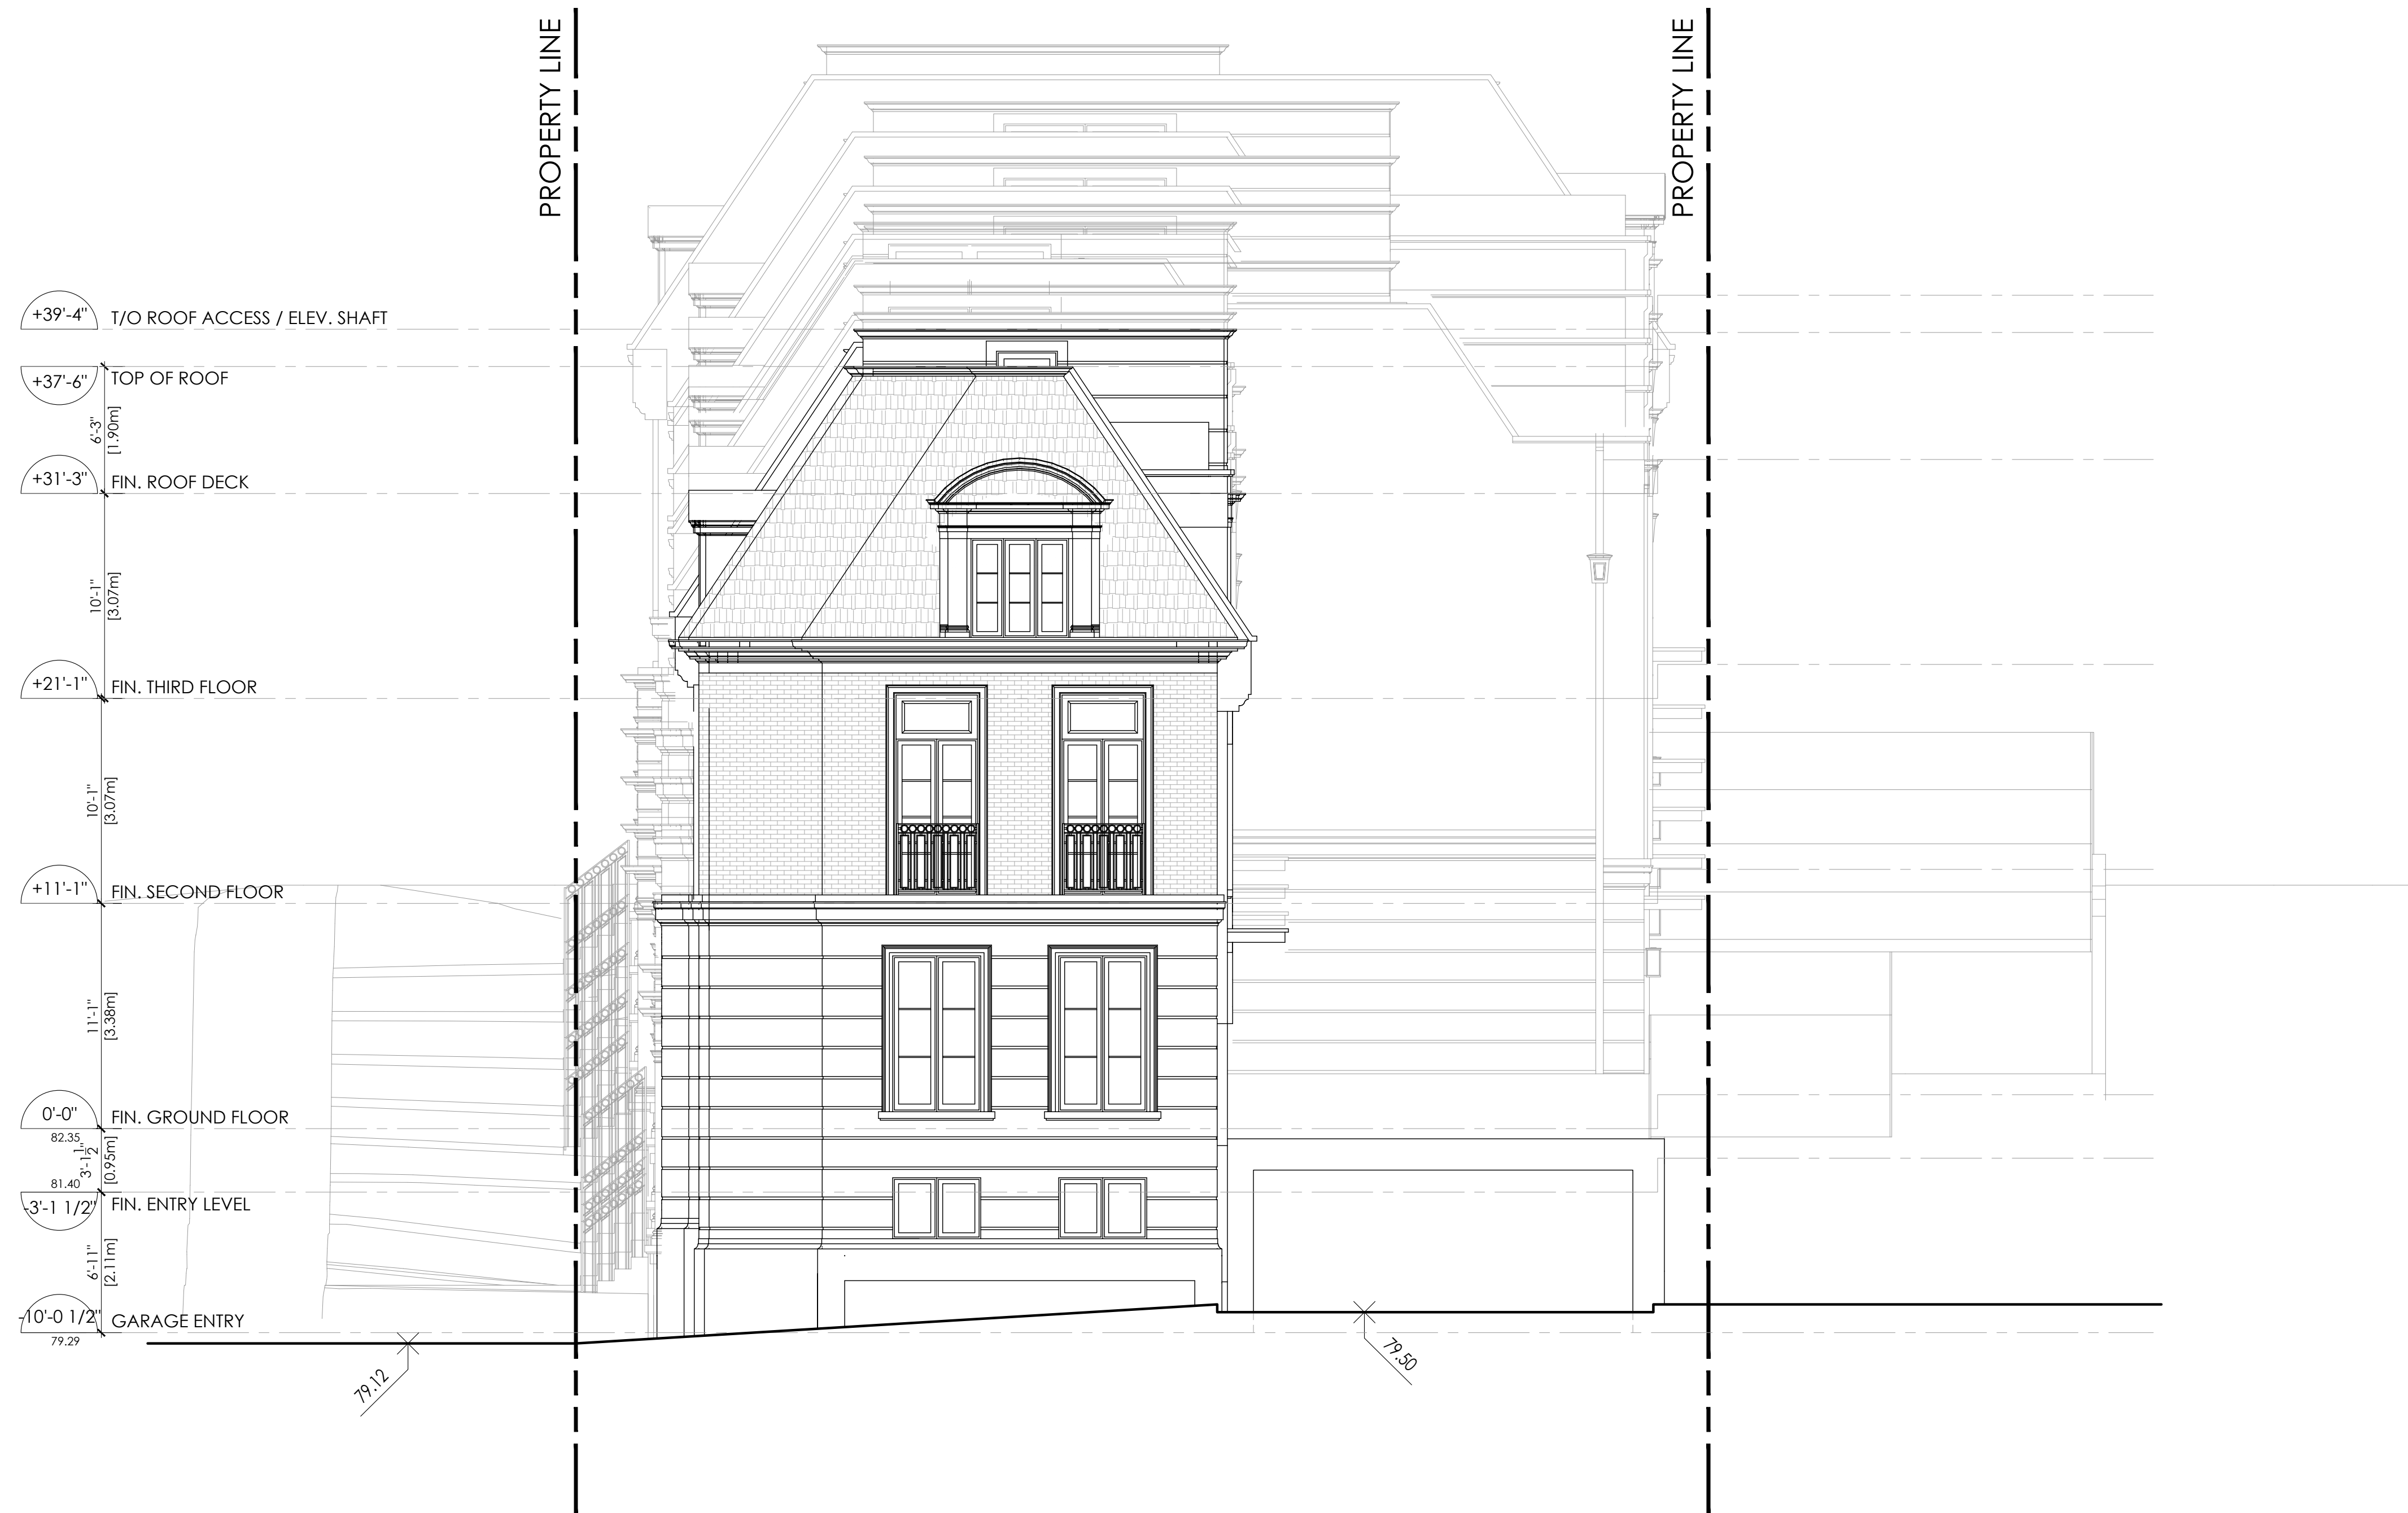 PROPERTY LINE
PROPERTY LINE
+39'-4" T/O ROOF ACCESS / ELEV. SHAFT
+37'-6" TOP OF ROOF
6'-3"
[1.90m]
+31'-3" FIN. ROOF DECK
10'-1"
[3.07m]
+21'-1" FIN. THIRD FLOOR
10'-1"
[3.07m]
+11'-1" FIN. SECOND FLOOR
11'-1"
[3.38m]
0'-0" FIN. GROUND FLOOR
82.35
3'-1 1/2"
[0.95m]
81.40
-3'-1 1/2" FIN. ENTRY LEVEL
6'-11"
[2.11m]
-10'-0 1/2" GARAGE ENTRY
79.29
79.12
79.50